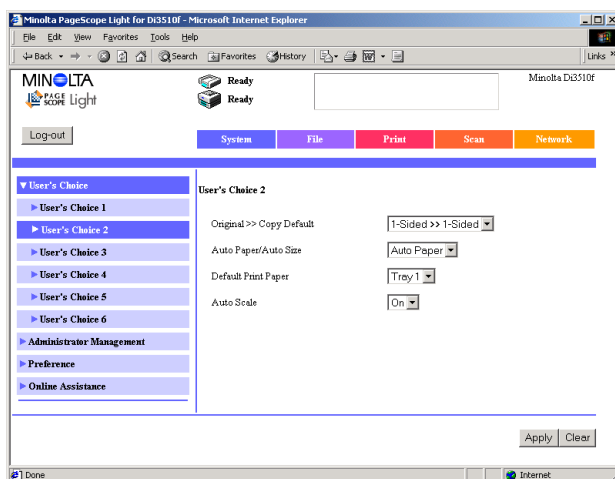 Minolta PageScope Light for Di3510f - Microsoft Internet Explorer
File Edit View Favorites Tools Help
Back Search Favorites History Links »
MINOLTA
PAGE SCOPE Light
Ready
Ready
Minolta Di3510f
Log-out
System File Print Scan Network
User's Choice
User's Choice 1
User's Choice 2
User's Choice 3
User's Choice 4
User's Choice 5
User's Choice 6
Administrator Management
Preference
Online Assistance
User's Choice 2
Original >> Copy Default 1-Sided >> 1-Sided
Auto Paper/Auto Size Auto Paper
Default Print Paper Tray 1
Auto Scale On
Apply Clear
Done Internet